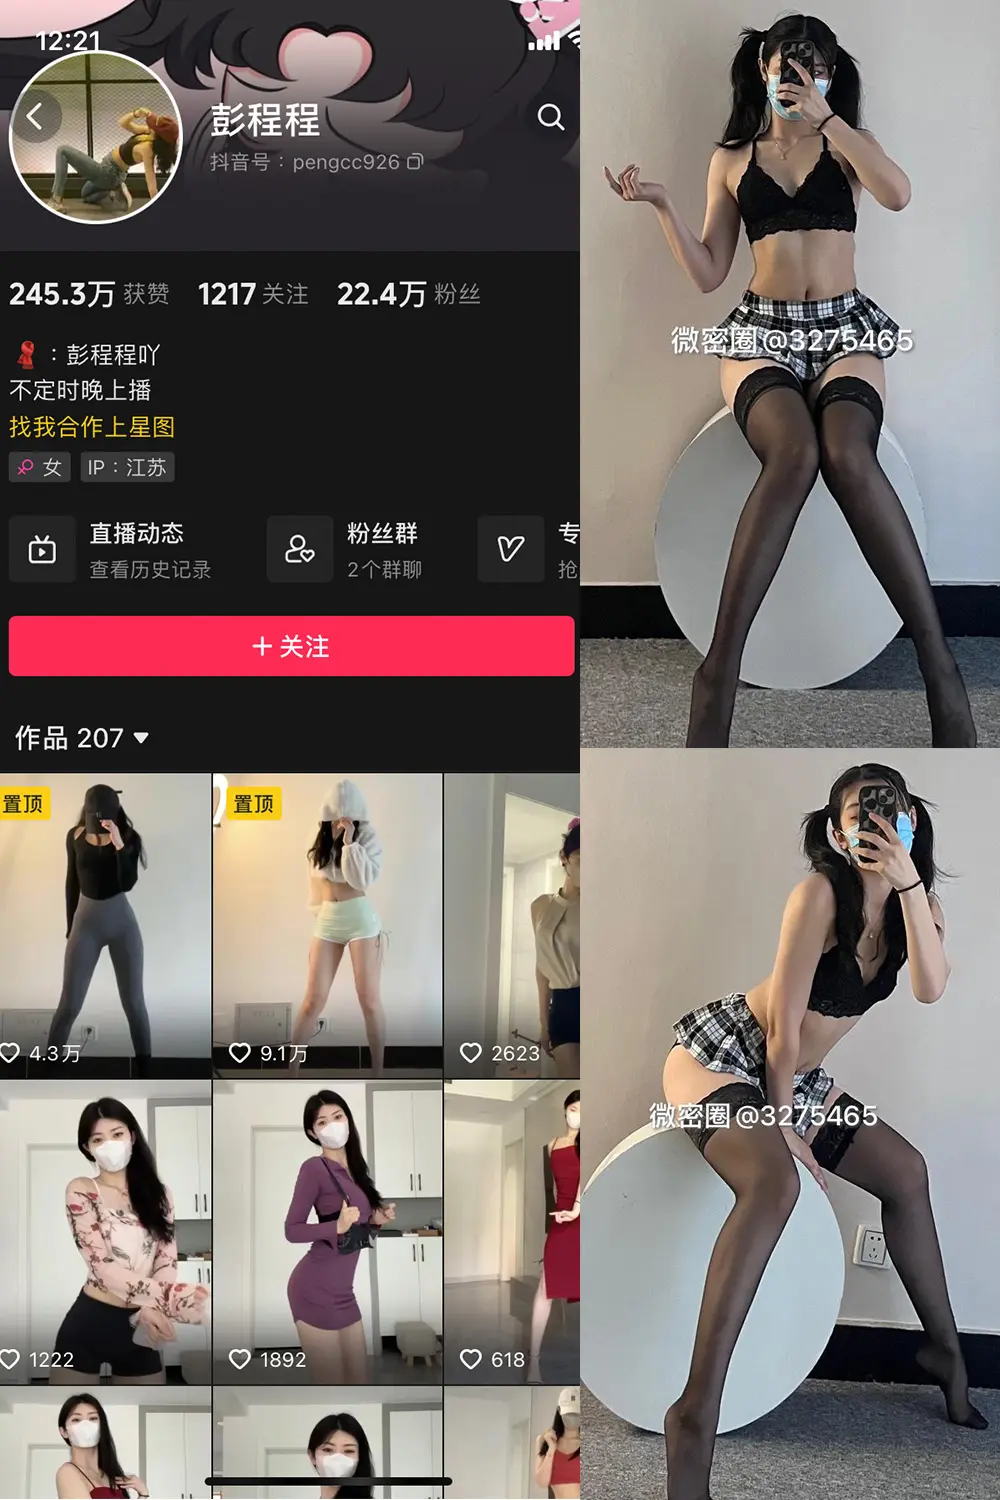 12:21
彭程程
抖音号：pengcc926
245.3万 获赞 1217 关注 22.4万 粉丝
：彭程程吖
不定时晚上播
找我合作上星图
女 IP：江苏
直播动态
查看历史记录
粉丝群
2个群聊
专
抢
+ 关注
作品 207
置顶
4.3万
置顶
9.1万
2623
1222
1892
618
微密圈@3275465
微密圈@3275465